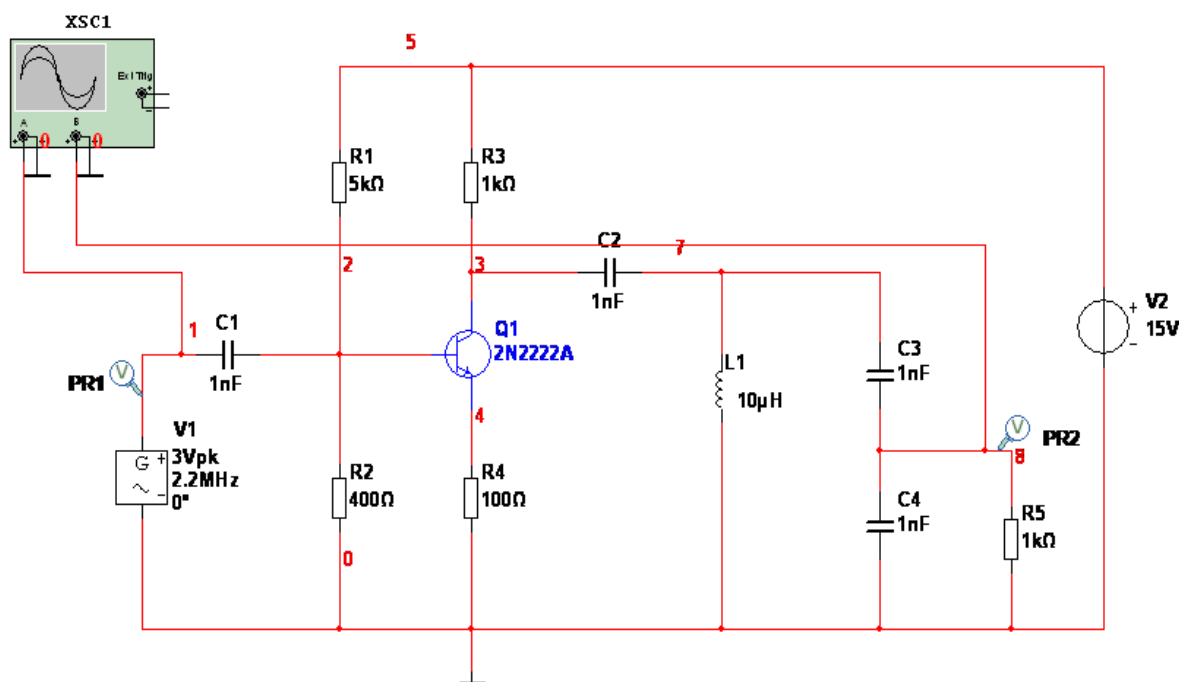 XSC1
Ext Trig
+
−
A
B
+
−
+
−
0
0
5
R1
5kΩ
R3
1kΩ
2
3
C2
1nF
7
1
C1
1nF
Q1
2N2222A
V2
15V
+
−
PR1
V
L1
10µH
C3
1nF
4
V
PR2
8
V1
3Vpk
2.2MHz
0°
G
+
−
R2
400Ω
R4
100Ω
C4
1nF
R5
1kΩ
0